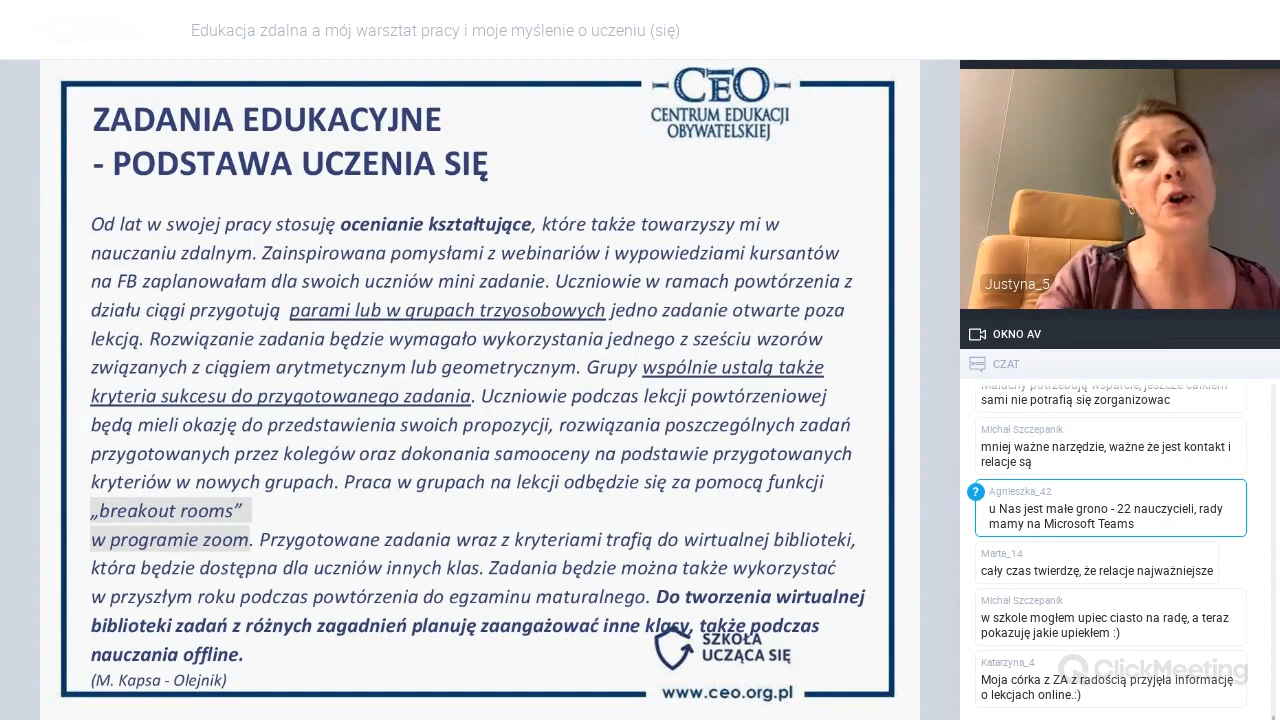 Edukacja zdalna a mój warsztat pracy i moje myślenie o uczeniu (się)
CEO
CENTRUM EDUKACJI
OBYWATELSKIEJ
ZADANIA EDUKACYJNE
- PODSTAWA UCZENIA SIĘ
Od lat w swojej pracy stosuję ocenianie kształtujące, które także towarzyszy mi w
nauczaniu zdalnym. Zainspirowana pomysłami z webinariów i wypowiedziami kursantów
na FB zaplanowałam dla swoich uczniów mini zadanie. Uczniowie w ramach powtórzenia z
działu ciągi przygotują parami lub w grupach trzyosobowych jedno zadanie otwarte poza
lekcją. Rozwiązanie zadania będzie wymagało wykorzystania jednego z sześciu wzorów
związanych z ciągiem arytmetycznym lub geometrycznym. Grupy wspólnie ustalą także
kryteria sukcesu do przygotowanego zadania. Uczniowie podczas lekcji powtórzeniowej
będą mieli okazję do przedstawienia swoich propozycji, rozwiązania poszczególnych zadań
przygotowanych przez kolegów oraz dokonania samooceny na podstawie przygotowanych
kryteriów w nowych grupach. Praca w grupach na lekcji odbędzie się za pomocą funkcji
„breakout rooms”
w programie zoom. Przygotowane zadania wraz z kryteriami trafią do wirtualnej biblioteki,
która będzie dostępna dla uczniów innych klas. Zadania będzie można także wykorzystać
w przyszłym roku podczas powtórzenia do egzaminu maturalnego. Do tworzenia wirtualnej
biblioteki zadań z różnych zagadnień planuję zaangażować inne klasy, także podczas
nauczania offline.
(M. Kapsa - Olejnik)
SZKOŁA
UCZĄCA SIĘ
www.ceo.org.pl
Justyna_5
OKNO AV
CZAT
Maluchy potrzebują wsparcie, jeszcze całkiem
sami nie potrafią się zorganizowac
Michał Szczepanik
mniej ważne narzędzie, ważne że jest kontakt i
relacje są
?
Agnieszka_42
u Nas jest małe grono - 22 nauczycieli, rady
mamy na Microsoft Teams
Marta_14
cały czas twierdzę, że relacje najważniejsze
Michał Szczepanik
w szkole mogłem upiec ciasto na radę, a teraz
pokazuję jakie upiekłem :)
Katarzyna_4
Moja córka z ZA z radością przyjęła informację
o lekcjach online.:)
ClickMeeting